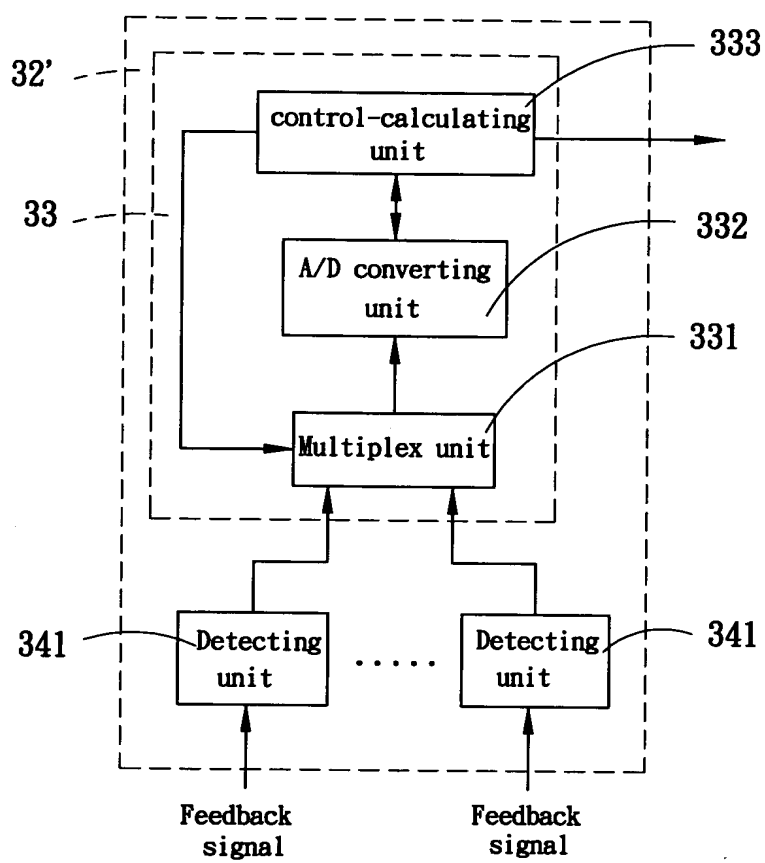 333
32'
control-calculating
unit
33
332
A/D converting
unit
331
Multiplex unit
341
Detecting
unit
.....
Detecting
unit
341
Feedback
signal
Feedback
signal